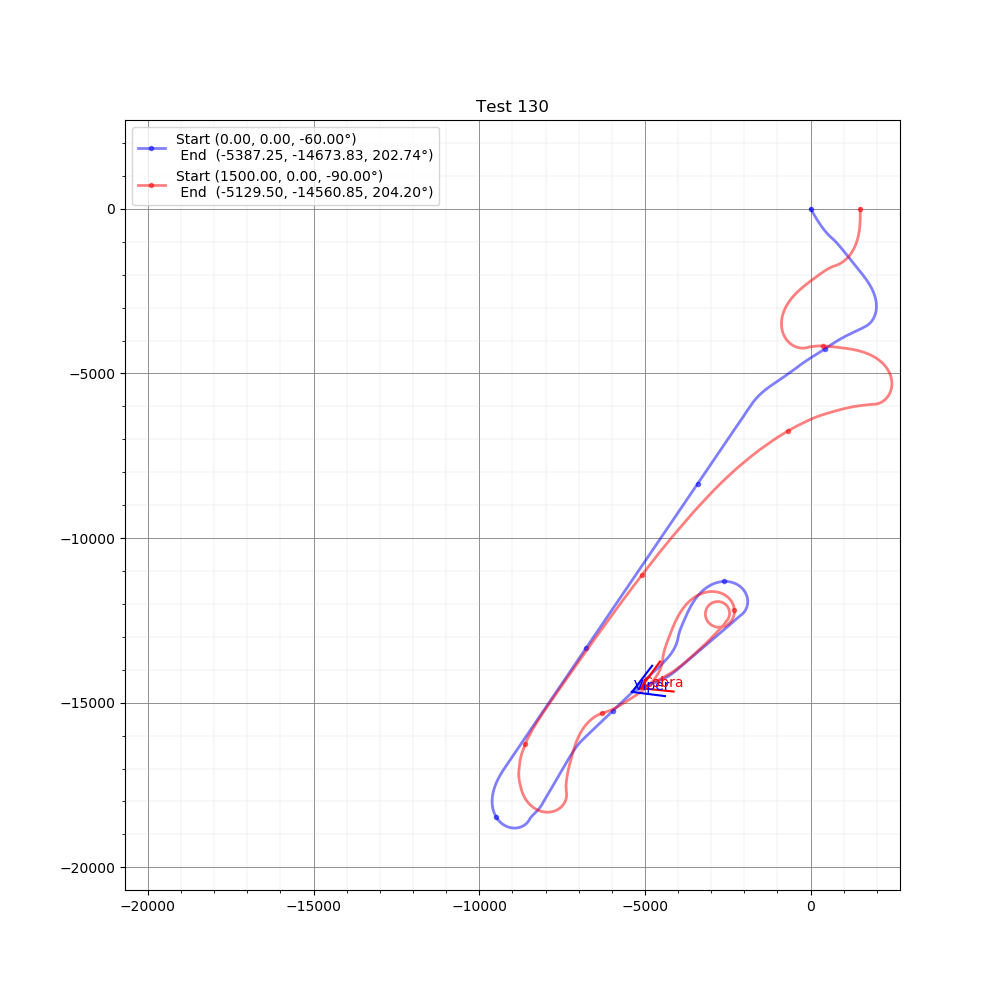 Test 130
Start (0.00, 0.00, -60.00°)
End  (-5387.25, -14673.83, 202.74°)
Start (1500.00, 0.00, -90.00°)
End  (-5129.50, -14560.85, 204.20°)
0
−5000
−10000
−15000
−20000
−20000
−15000
−10000
−5000
0